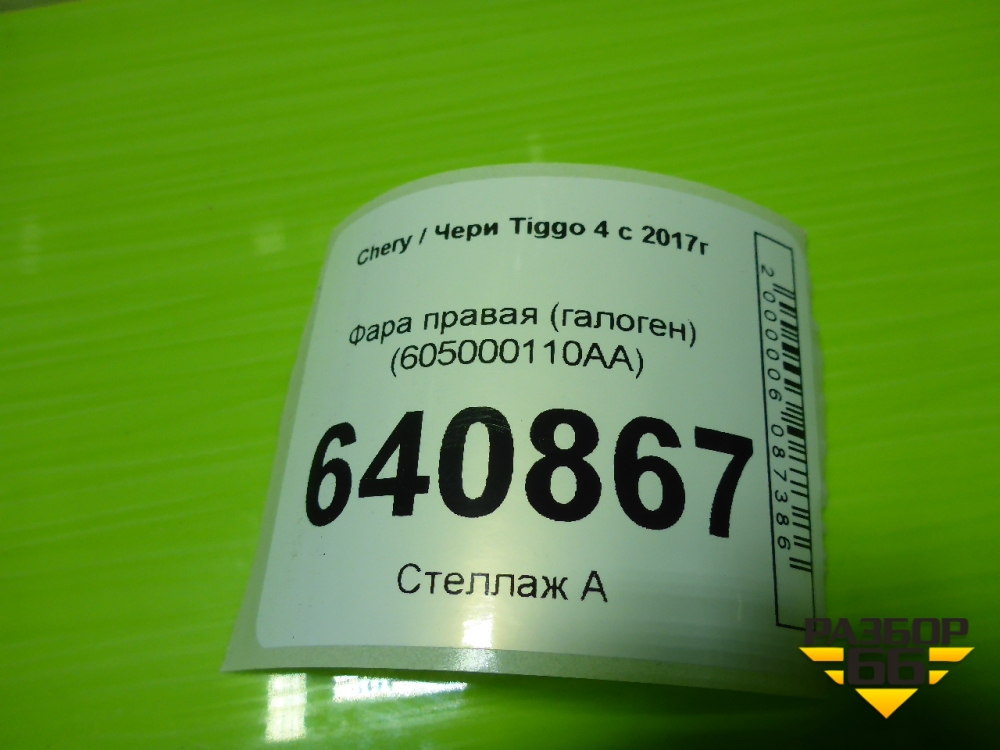 Chery / Чери Tiggo 4 с 2017г
Фара правая (галоген)
(605000110AA)
640867
Стеллаж А
2000006087386
РАЗБОР
66